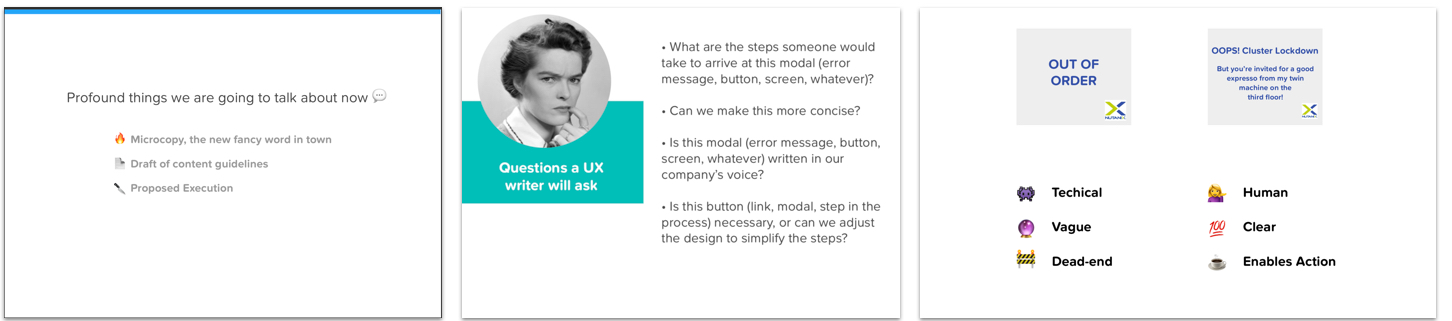 Profound things we are going to talk about now 💬
🔥 Microcopy, the new fancy word in town
Draft of content guidelines
Proposed Execution
Questions a UX
writer will ask
• What are the steps someone would
take to arrive at this modal (error
message, button, screen, whatever)?
• Can we make this more concise?
• Is this modal (error message, button,
screen, whatever) written in our
company's voice?
• Is this button (link, modal, step in the
process) necessary, or can we adjust
the design to simplify the steps?
OUT OF
ORDER
NUTANIX
OOPS! Cluster Lockdown
But you're invited for a good
expresso from my twin
machine on the
third floor!
NUTANIX
Techical
Vague
Dead-end
Human
💯 Clear
Enables Action